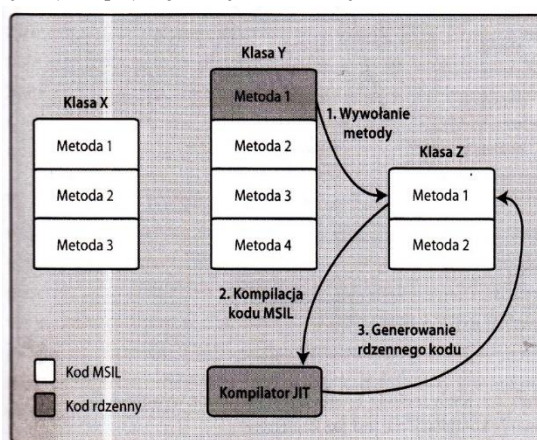 Klasa X
Metoda 1
Metoda 2
Metoda 3
Klasa Y
Metoda 1
Metoda 2
Metoda 3
Metoda 4
1. Wywołanie
metody
Klasa Z
Metoda 1
Metoda 2
2. Kompilacja
kodu MSIL
3. Generowanie
rdzennego kodu
Kompilator JIT
Kod MSIL
Kod rdzenny